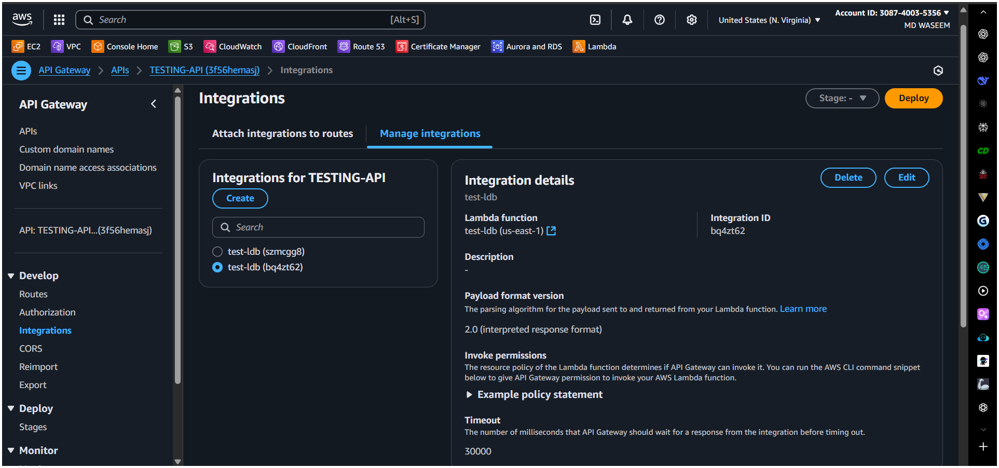 aws
Search
[Alt+S]
United States (N. Virginia)
Account ID: 3087-4003-5356
MD WASEEM
EC2
VPC
Console Home
S3
CloudWatch
CloudFront
Route 53
Certificate Manager
Aurora and RDS
Lambda
API Gateway
APIs
TESTING-API (3f56hemasj)
Integrations
API Gateway
APIs
Custom domain names
Domain name access associations
VPC links
API: TESTING-API...(3f56hemasj)
Develop
Routes
Authorization
Integrations
CORS
Reimport
Export
Deploy
Stages
Monitor
Integrations
Stage: -
Deploy
Attach integrations to routes
Manage integrations
Integrations for TESTING-API
Create
Search
test-ldb (szmcgg8)
test-ldb (bq4zt62)
Integration details
Delete
Edit
test-ldb
Lambda function
test-ldb (us-east-1)
Integration ID
bq4zt62
Description
-
Payload format version
The parsing algorithm for the payload sent to and returned from your Lambda function. Learn more
2.0 (interpreted response format)
Invoke permissions
The resource policy of the Lambda function determines if API Gateway can invoke it. You can run the AWS CLI command snippet
below to give API Gateway permission to invoke your AWS Lambda function.
Example policy statement
Timeout
The number of milliseconds that API Gateway should wait for a response from the integration before timing out.
30000
CD